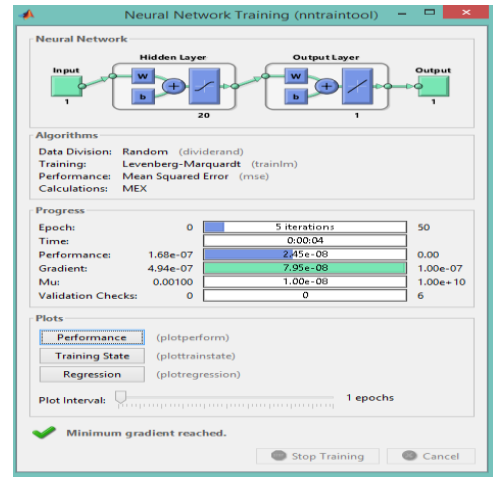 Neural Network Training (nntraintool)
Neural Network
Hidden Layer
Output Layer
Input
W
b
+
W
b
+
Output
1
20
1
1
Algorithms
Data Division: Random (dividerand)
Training: Levenberg-Marquardt (trainlm)
Performance: Mean Squared Error (mse)
Calculations: MEX
Progress
Epoch: 0 5 iterations 50
Time: 0:00:04
Performance: 1.68e-07 2.45e-08 0.00
Gradient: 4.94e-07 7.95e-08 1.00e-07
Mu: 0.00100 1.00e-08 1.00e+10
Validation Checks: 0 0 6
Plots
Performance (plotperform)
Training State (plottrainstate)
Regression (plotregression)
Plot Interval: 1 epochs
Minimum gradient reached.
Stop Training Cancel